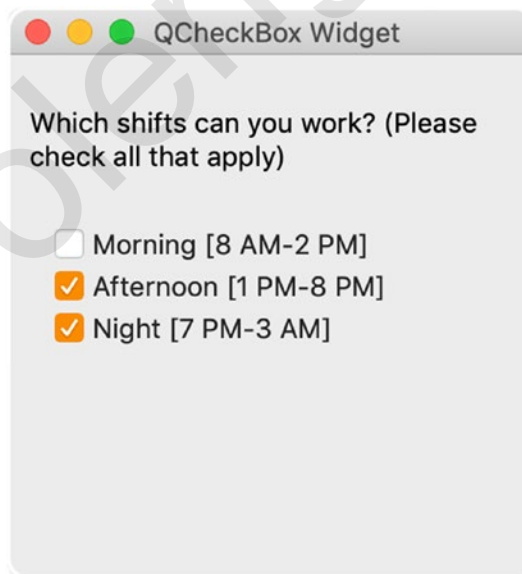 QCheckBox Widget
Which shifts can you work? (Please
check all that apply)
Morning [8 AM-2 PM]
Afternoon [1 PM-8 PM]
Night [7 PM-3 AM]